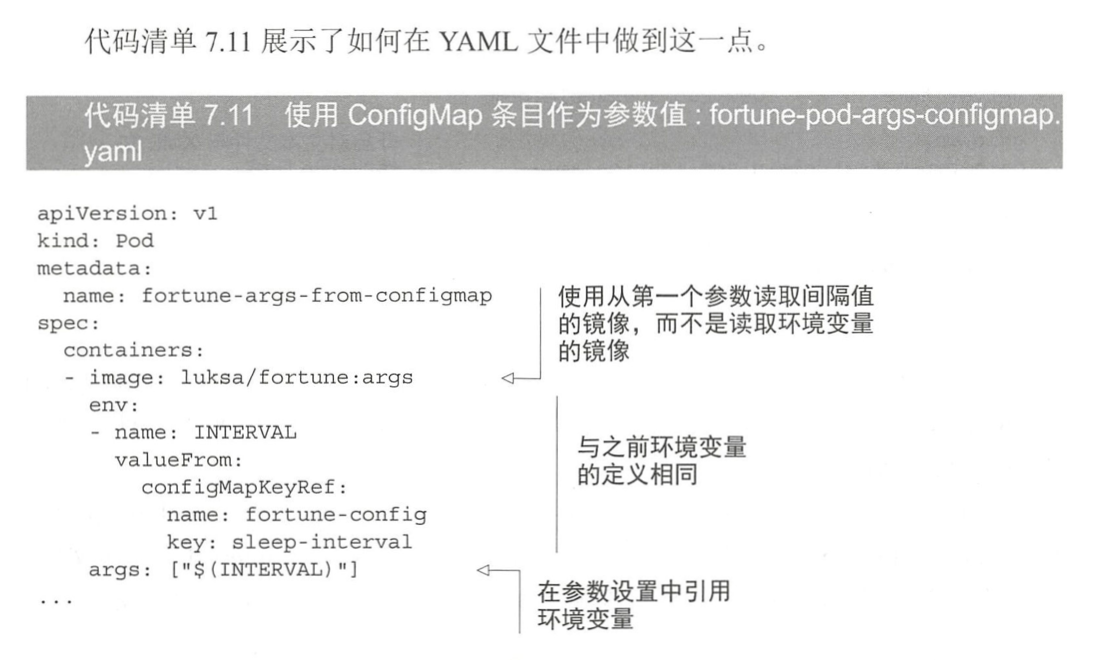 代码清单 7.11 展示了如何在 YAML 文件中做到这一点。
代码清单 7.11 使用 ConfigMap 条目作为参数值 : fortune-pod-args-configmap.
yaml
apiVersion: v1
kind: Pod
metadata:
  name: fortune-args-from-configmap
spec:
  containers:
  - image: luksa/fortune:args
    env:
    - name: INTERVAL
      valueFrom:
        configMapKeyRef:
          name: fortune-config
          key: sleep-interval
    args: ["$(INTERVAL)"]
...
使用从第一个参数读取间隔值
的镜像，而不是读取环境变量
的镜像
与之前环境变量
的定义相同
在参数设置中引用
环境变量